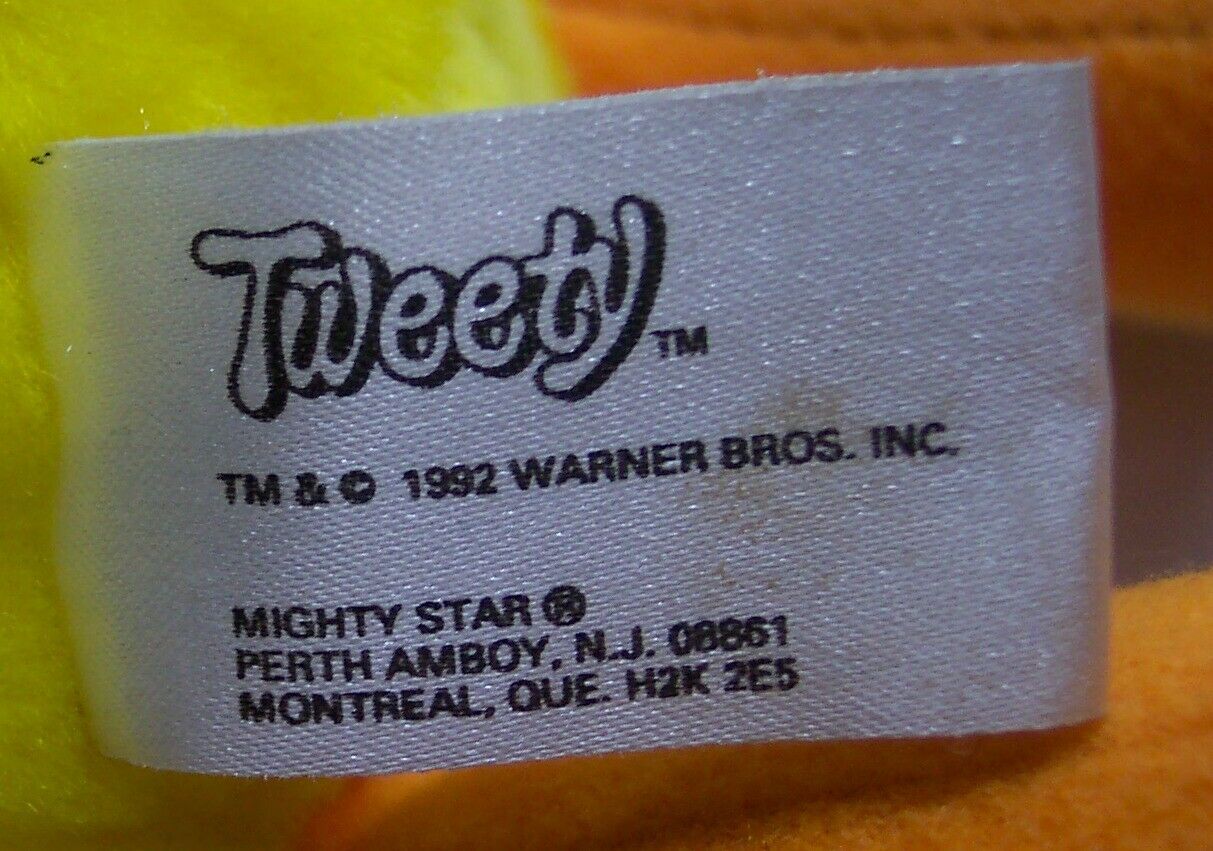 Tweety™
TM & © 1992 WARNER BROS. INC.
MIGHTY STAR ®
PERTH AMBOY, N.J. 08861
MONTREAL, QUE. H2K 2E5